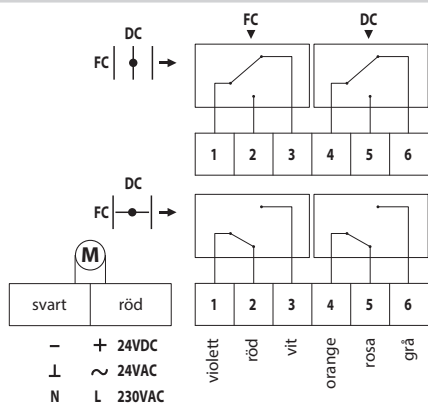 FC DC
DC
FC
1 2 3 4 5 6
DC
FC
M
svart röd
1 2 3 4 5 6
violett röd vit orange rosa grå
− + 24VDC
⊥ ~ 24VAC
N L 230VAC